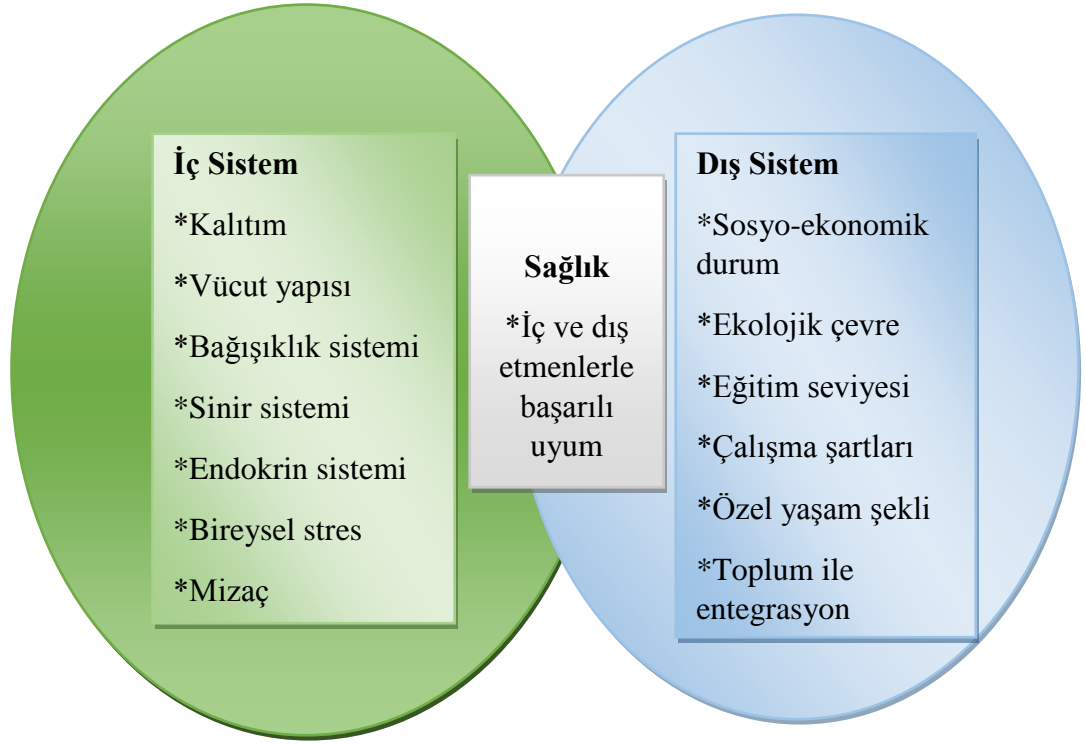 İç Sistem
*Kalıtım
*Vücut yapısı
*Bağışıklık sistemi
*Sinir sistemi
*Endokrin sistemi
*Bireysel stres
*Mizaç
Sağlık
*İç ve dış
etmenlerle
başarılı
uyum
Dış Sistem
*Sosyo-ekonomik
durum
*Ekolojik çevre
*Eğitim seviyesi
*Çalışma şartları
*Özel yaşam şekli
*Toplum ile
entegrasyon